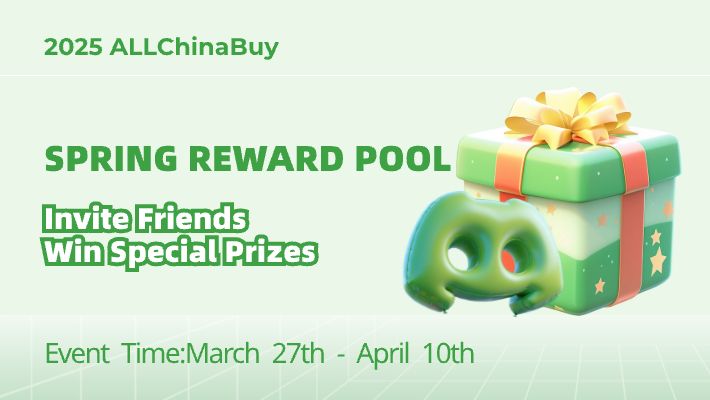 2025 ALLChinaBuy
SPRING REWARD POOL
Invite Friends
Win Special Prizes
Event Time:March 27th - April 10th